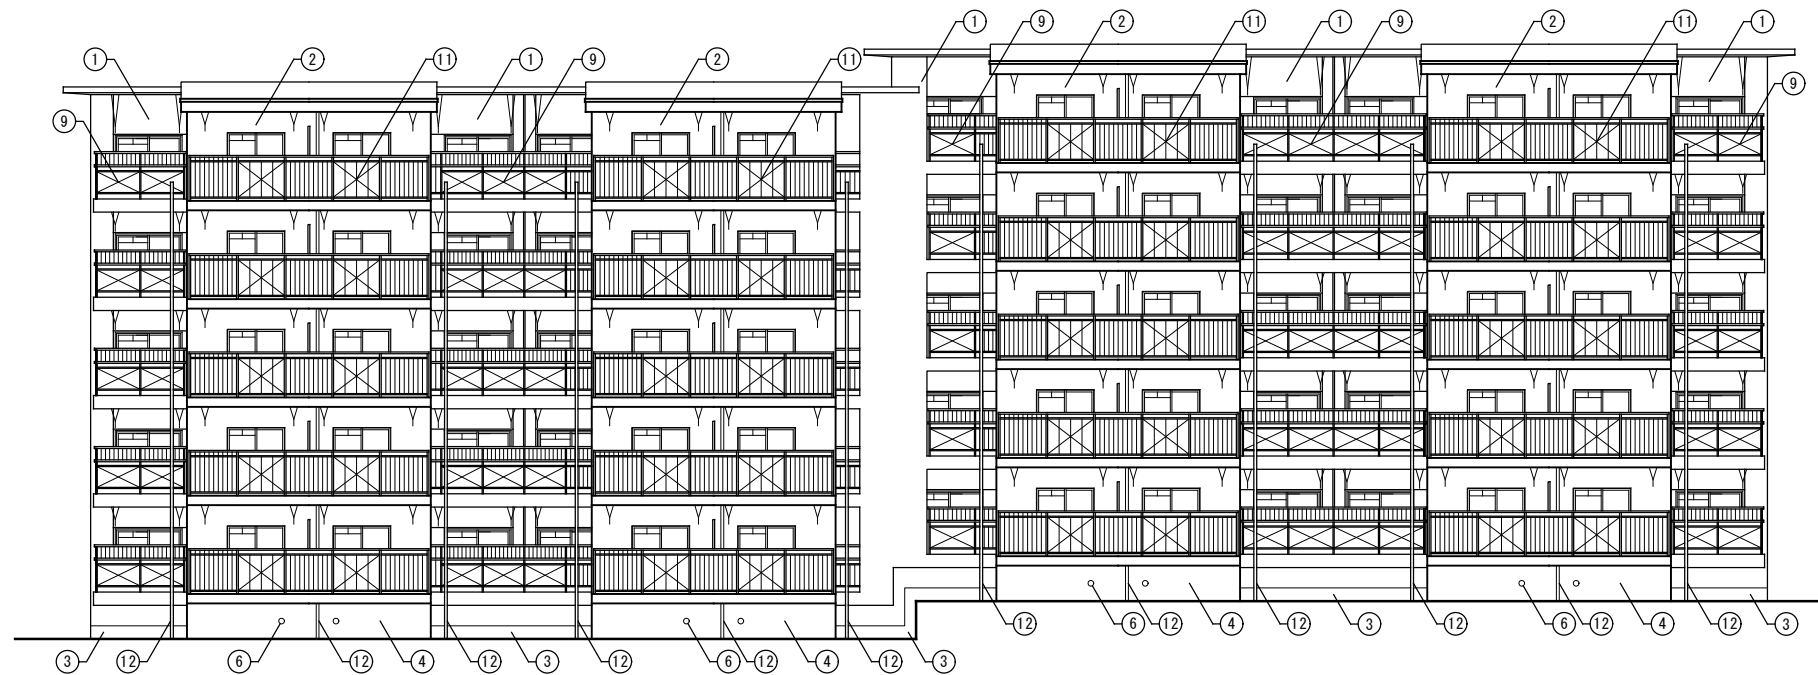 ① ⑨ ② ⑪ ① ⑨ ② ①
① ② ⑪ ① ⑨ ② ⑪ ⑨
⑨
⑫ ⑥ ⑫ ④ ⑫ ③ ⑫ ⑥ ⑫ ④ ⑫ ③
③ ⑫ ⑥ ⑫ ④ ⑫ ③ ⑫ ⑥ ⑫ ④ ⑫ ③